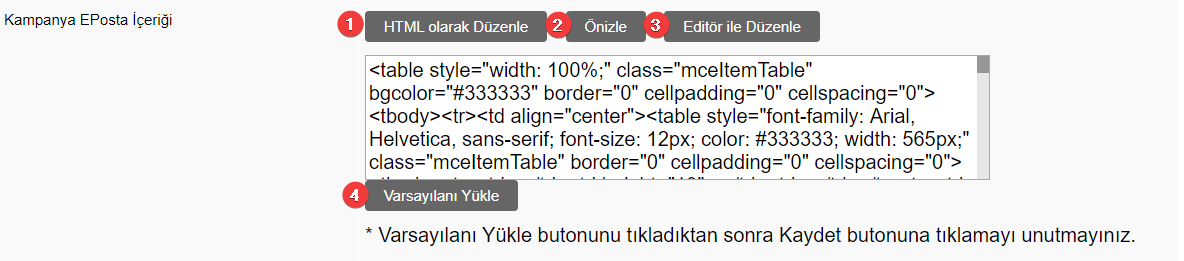 Kampanya EPosta İçeriği
1 HTML olarak Düzenle 2 Önizle 3 Editör ile Düzenle
<table style="width: 100%;" class="mceItemTable"
bgcolor="#333333" border="0" cellpadding="0" cellspacing="0">
<tbody><tr><td align="center"><table style="font-family: Arial,
Helvetica, sans-serif; font-size: 12px; color: #333333; width: 565px;"
class="mceItemTable" border="0" cellpadding="0" cellspacing="0">
4 Varsayılanı Yükle
* Varsayılanı Yükle butonunu tıkladıktan sonra Kaydet butonuna tıklamayı unutmayınız.